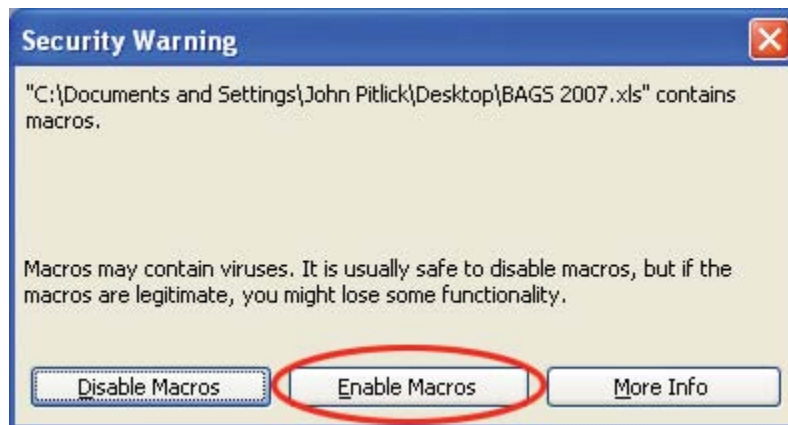 Security Warning
"C:\Documents and Settings\John Pitlick\Desktop\BAGS 2007.xls" contains
macros.
Macros may contain viruses. It is usually safe to disable macros, but if the
macros are legitimate, you might lose some functionality.
Disable Macros Enable Macros More Info